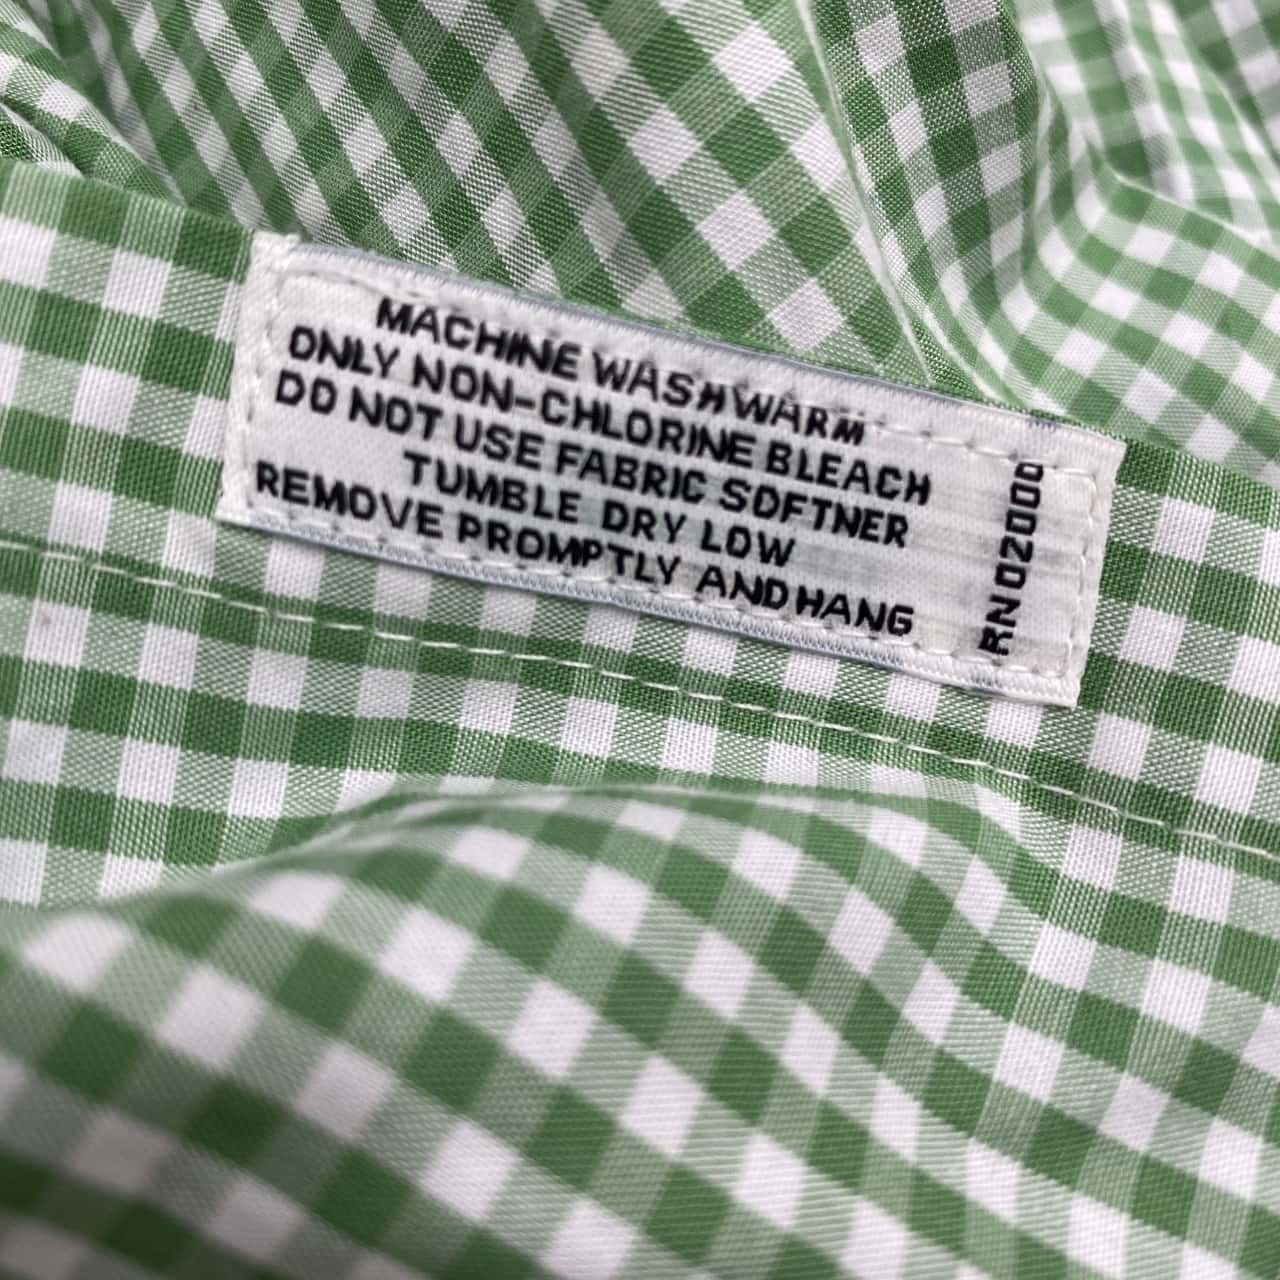 MACHINE WASH WARM
ONLY NON-CHLORINE BLEACH
DO NOT USE FABRIC SOFTNER
TUMBLE DRY LOW
REMOVE PROMPTLY AND HANG
RN 02000